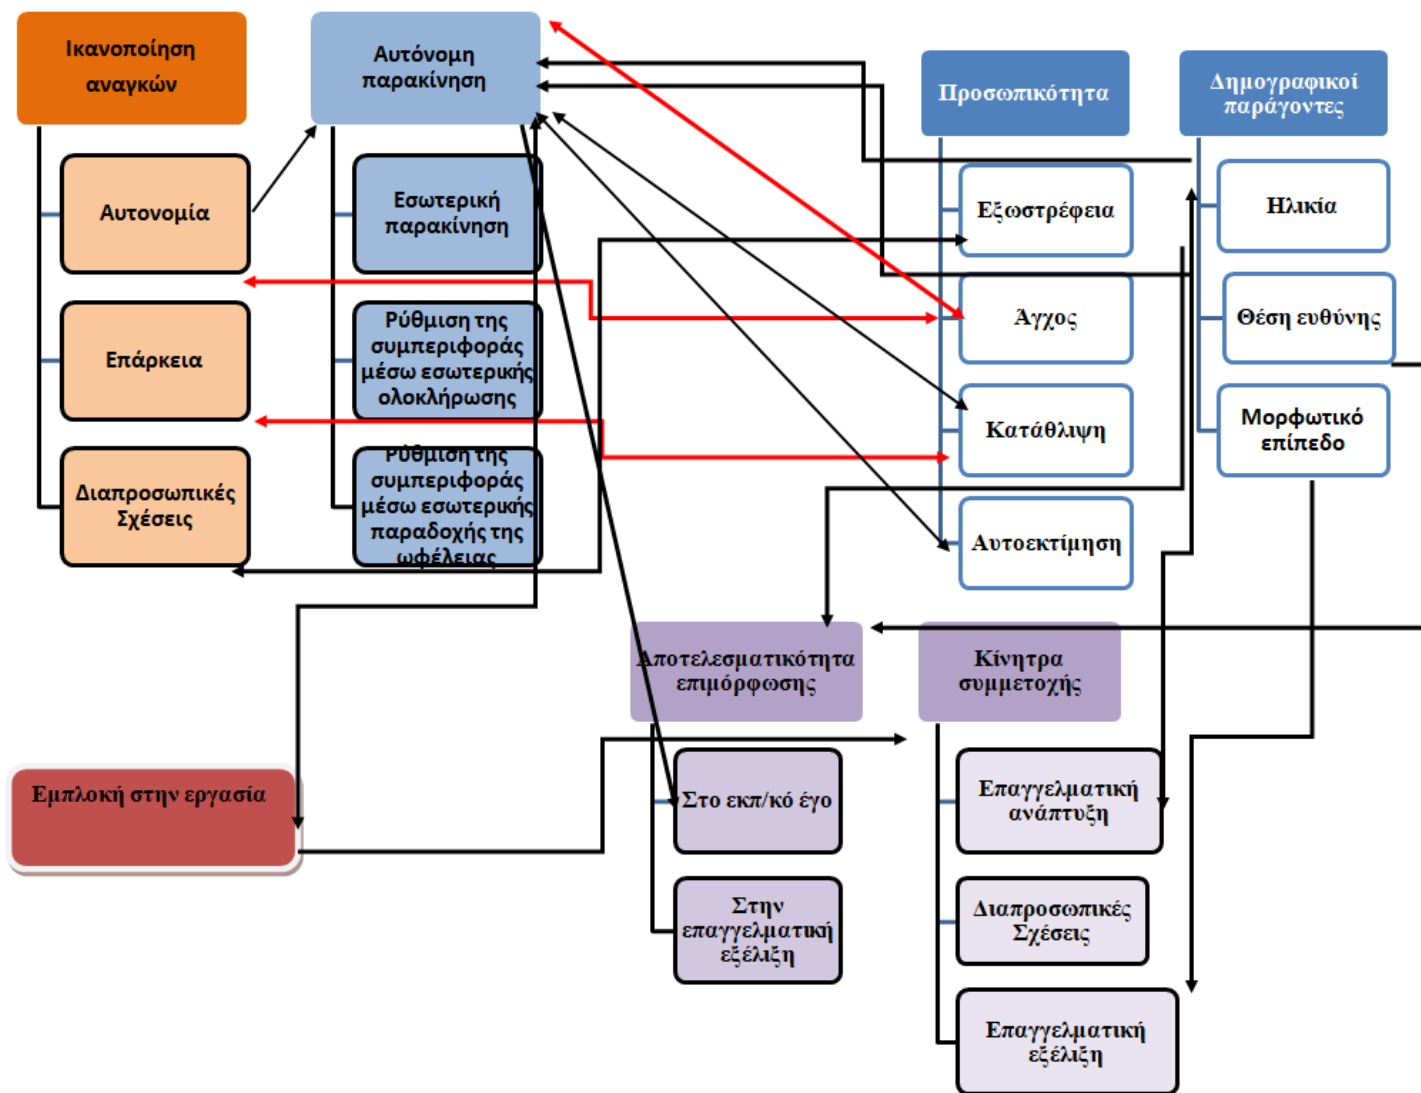 Ικανοποίηση
αναγκών
Αυτόνομη
παρακίνηση
Προσωπικότητα
Δημογραφικοί
παράγοντες
Αυτονομία
Εσωτερική
παρακίνηση
Εξωστρέφεια
Ηλικία
Επάρκεια
Ρύθμιση της
συμπεριφοράς
μέσω εσωτερικής
ολοκλήρωσης
Άγχος
Θέση ευθύνης
Κατάθλιψη
Μορφωτικό
επίπεδο
Διαπροσωπικές
Σχέσεις
Ρύθμιση της
συμπεριφοράς
μέσω εσωτερικής
παραδοχής της
ωφέλειας
Αυτοεκτίμηση
Αποτελεσματικότητα
επιμόρφωσης
Κίνητρα
συμμετοχής
Εμπλοκή στην εργασία
Στο εκπ/κό έγο
Επαγγελματική
ανάπτυξη
Στην
επαγγελματική
εξέλιξη
Διαπροσωπικές
Σχέσεις
Επαγγελματική
εξέλιξη